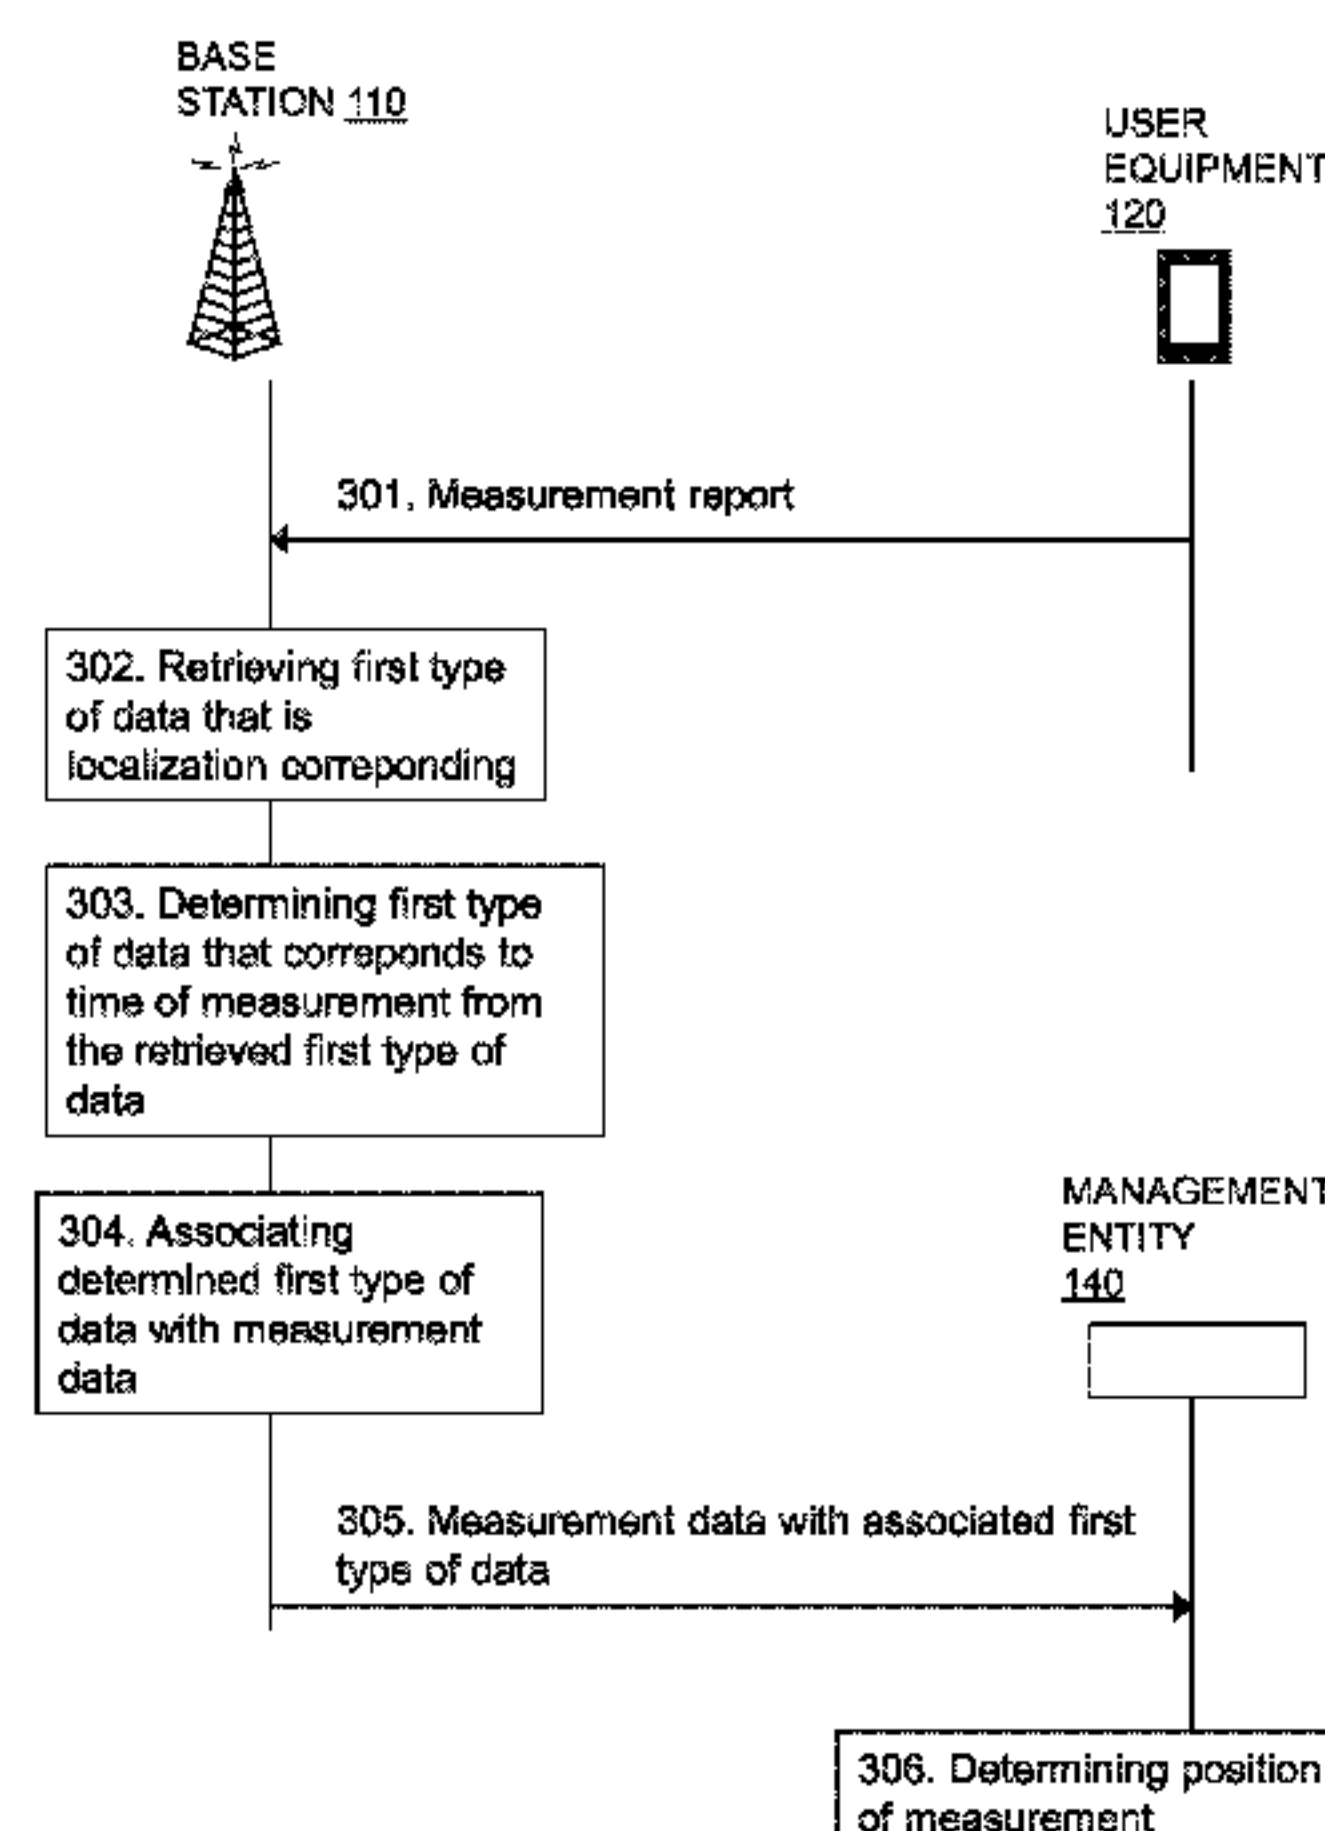 BASE
STATION 110
USER
EQUIPMENT
120
301. Measurement report
302. Retrieving first type
of data that is
localization correponding
303. Determining first type
of data that correponds to
time of measurement from
the retrieved first type of
data
304. Associating
determined first type of
data with measurement
data
MANAGEMENT
ENTITY
140
305. Measurement data with associated first
type of data
306. Determining position
of measurement